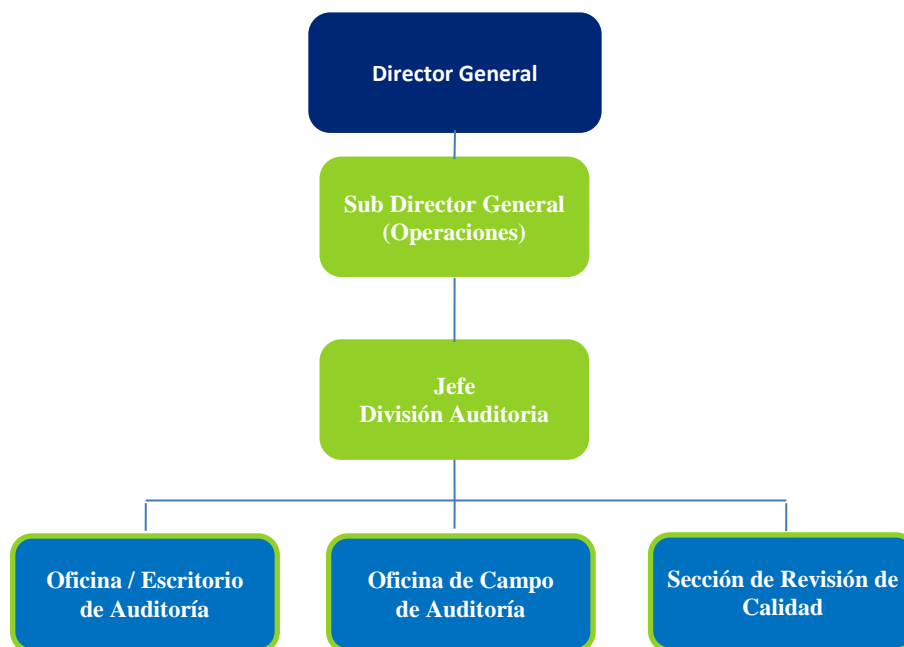 Director General
Sub Director General
(Operaciones)
Jefe
División Auditoria
Oficina / Escritorio
de Auditoría
Oficina de Campo
de Auditoría
Sección de Revisión de
Calidad